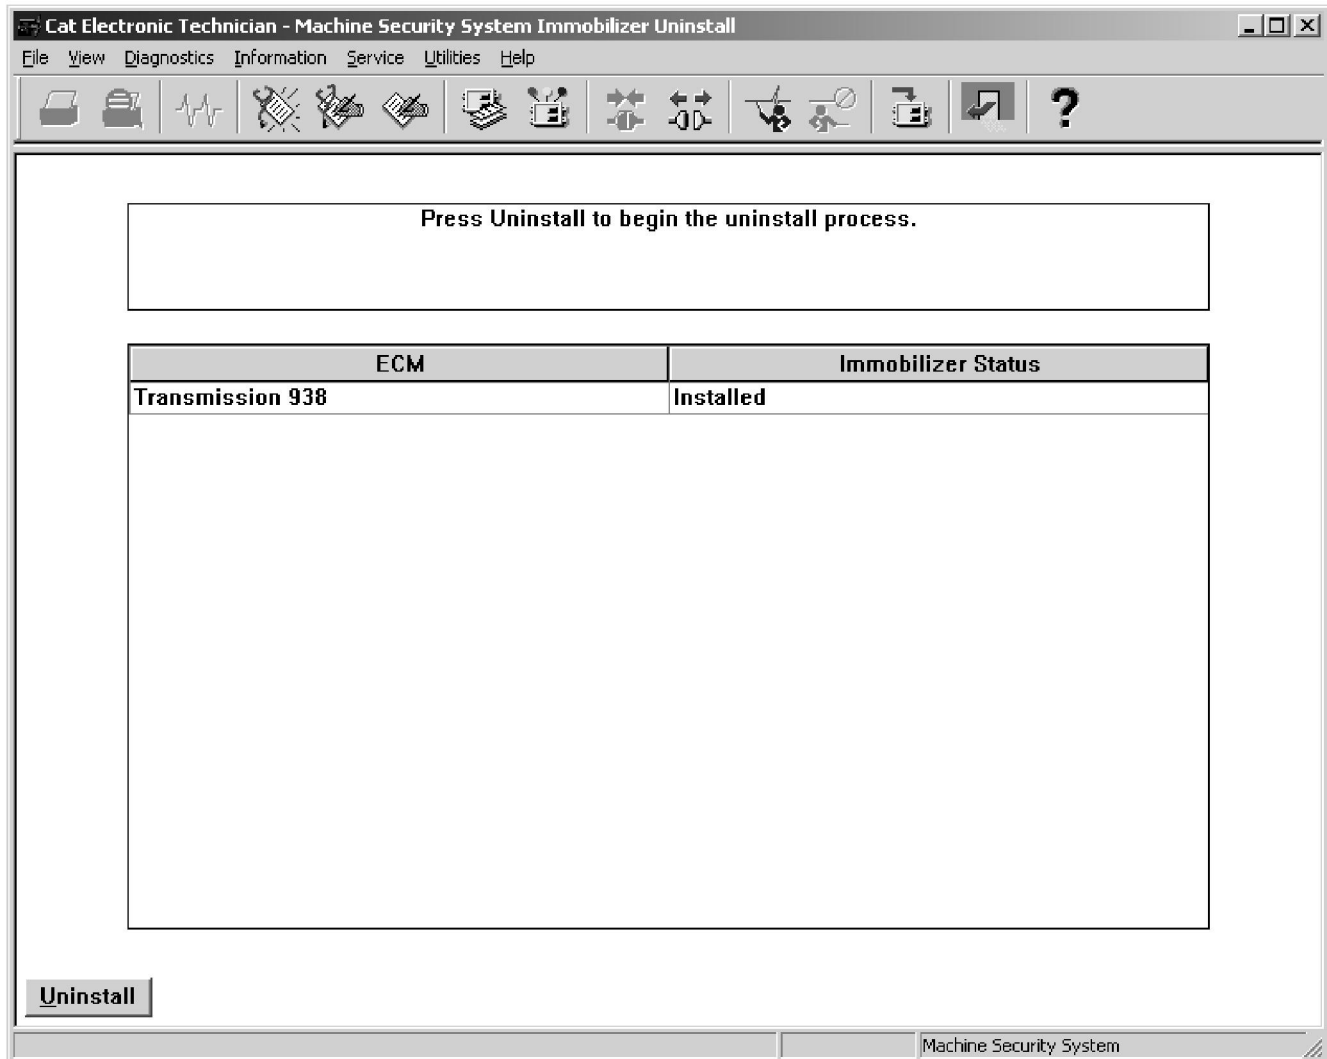 Cat Electronic Technician - Machine Security System Immobilizer Uninstall
File View Diagnostics Information Service Utilities Help
?
Press Uninstall to begin the uninstall process.
ECM Immobilizer Status
Transmission 938 Installed
Uninstall
Machine Security System